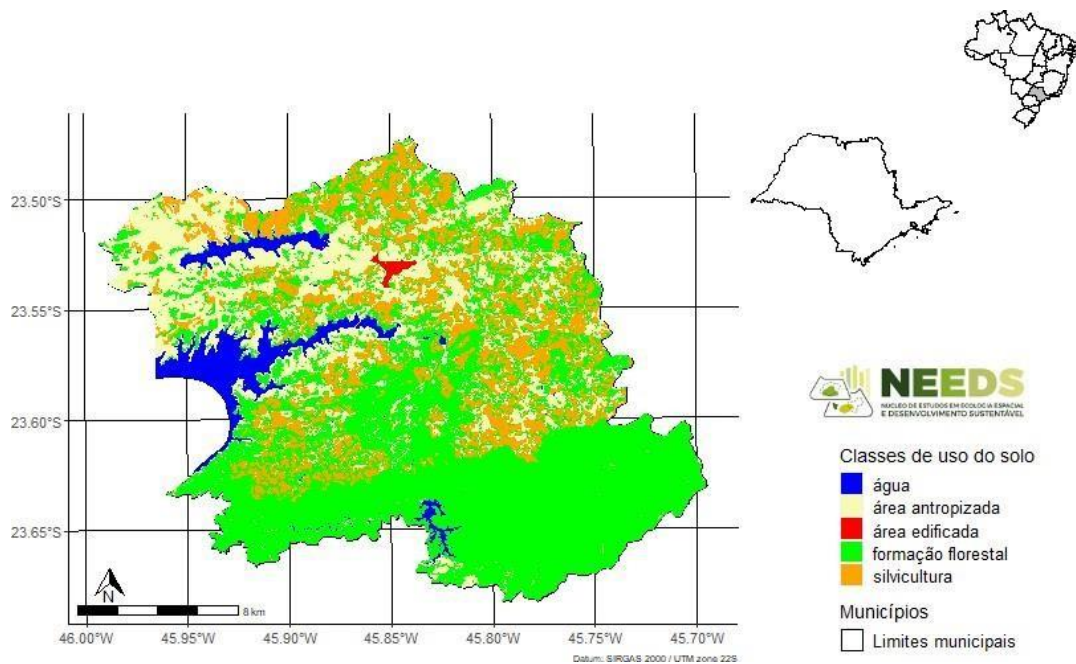 23.50°S
23.55°S
23.60°S
23.65°S
N
8 km
46.00°W
45.95°W
45.90°W
45.85°W
45.80°W
45.75°W
45.70°W
Datum: SIRGAS 2000 / UTM zone 22S
NEEDS
NÚCLEO DE ESTUDOS EM ECOLOGIA ESPACIAL
E DESENVOLVIMENTO SUSTENTÁVEL
Classes de uso do solo
água
área antropizada
área edificada
formação florestal
silvicultura
Municípios
Limites municipais